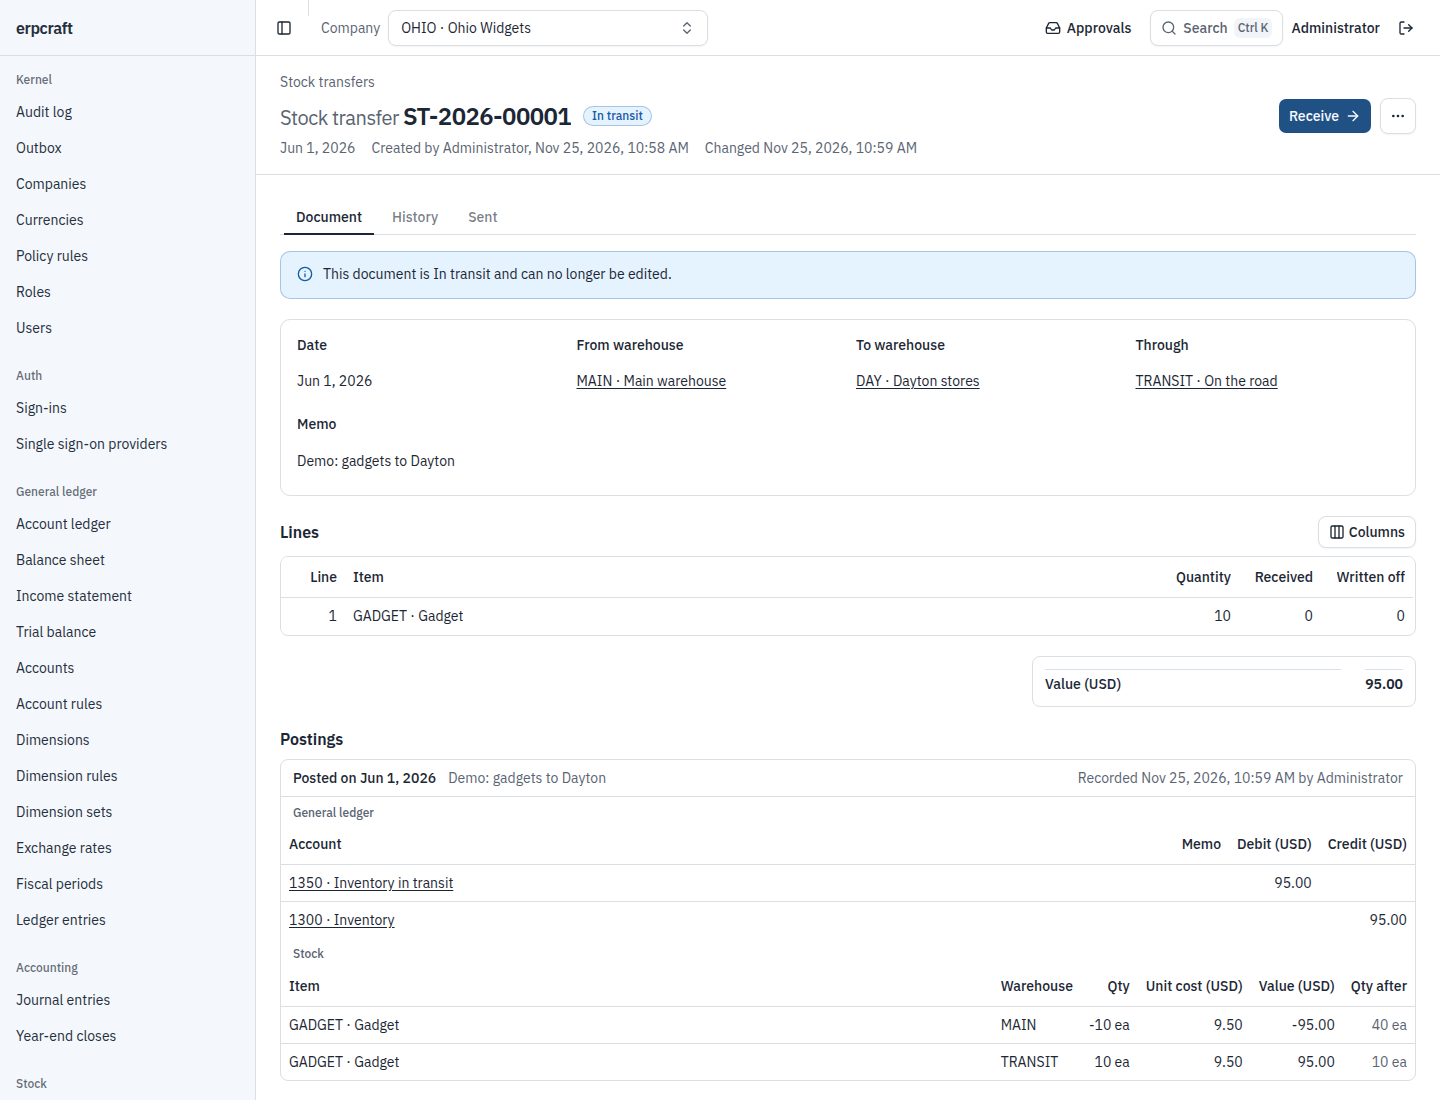 erpcraft
Company
OHIO · Ohio Widgets
Approvals
Search Ctrl K
Administrator
Kernel
Audit log
Outbox
Companies
Currencies
Policy rules
Roles
Users
Auth
Sign-ins
Single sign-on providers
General ledger
Account ledger
Balance sheet
Income statement
Trial balance
Accounts
Account rules
Dimensions
Dimension rules
Dimension sets
Exchange rates
Fiscal periods
Ledger entries
Accounting
Journal entries
Year-end closes
Stock
Stock transfers
Stock transfer ST-2026-00001 In transit
Receive
Jun 1, 2026 Created by Administrator, Nov 25, 2026, 10:58 AM Changed Nov 25, 2026, 10:59 AM
Document History Sent
This document is In transit and can no longer be edited.
Date From warehouse To warehouse Through
Jun 1, 2026 MAIN · Main warehouse DAY · Dayton stores TRANSIT · On the road
Memo
Demo: gadgets to Dayton
Lines
Columns
Line Item Quantity Received Written off
1 GADGET · Gadget 10 0 0
Value (USD) 95.00
Postings
Posted on Jun 1, 2026 Demo: gadgets to Dayton Recorded Nov 25, 2026, 10:59 AM by Administrator
General ledger
Account Memo Debit (USD) Credit (USD)
1350 · Inventory in transit 95.00
1300 · Inventory 95.00
Stock
Item Warehouse Qty Unit cost (USD) Value (USD) Qty after
GADGET · Gadget MAIN -10 ea 9.50 -95.00 40 ea
GADGET · Gadget TRANSIT 10 ea 9.50 95.00 10 ea